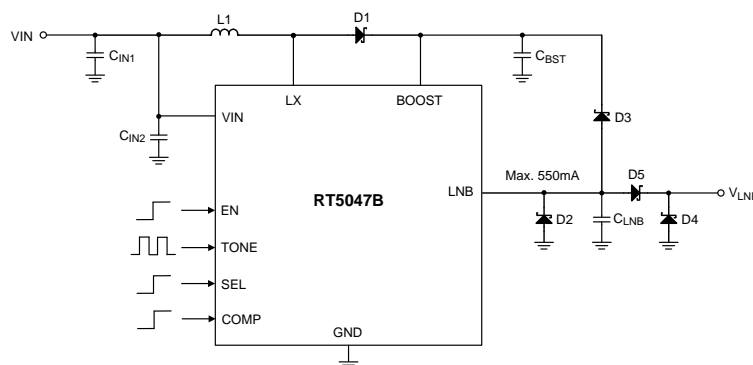 L1
D1
VIN
CIN1
CBST
LX
BOOST
VIN
D3
CIN2
Max. 550mA
D5
RT5047B
LNB
VLNB
EN
D2
CLNB
D4
TONE
SEL
COMP
GND